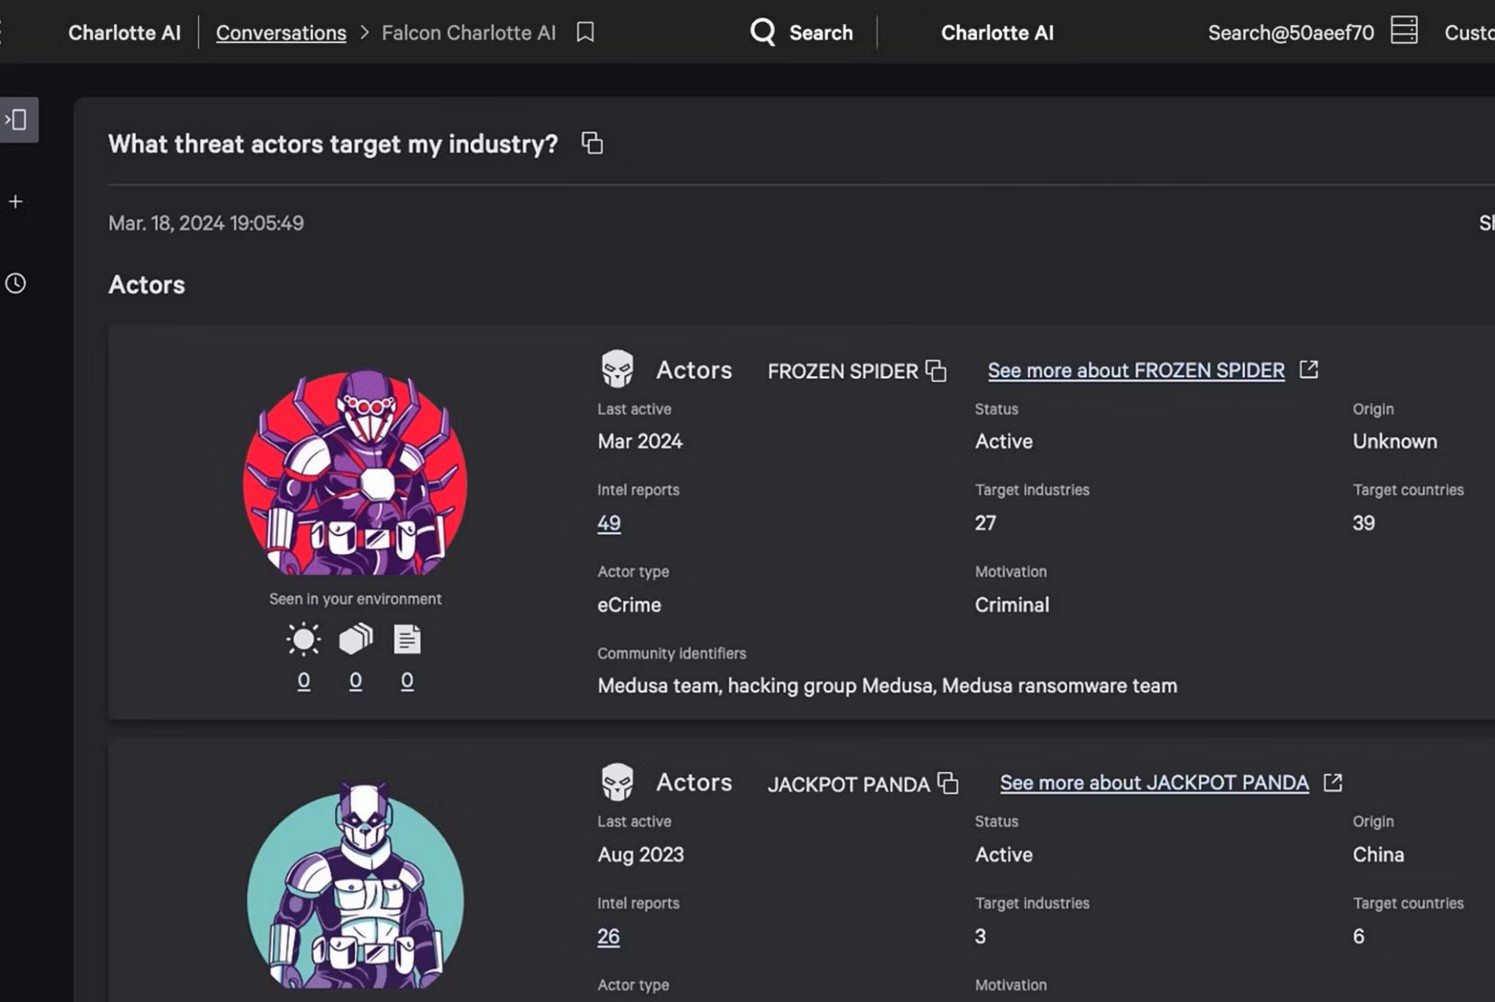 Charlotte AI Conversations > Falcon Charlotte AI Search Charlotte AI Search@50aeef70 Custo
What threat actors target my industry?
Mar. 18, 2024 19:05:49 Sh
Actors
Actors FROZEN SPIDER See more about FROZEN SPIDER
Last active Status Origin
Mar 2024 Active Unknown
Intel reports Target industries Target countries
49 27 39
Actor type Motivation
eCrime Criminal
Seen in your environment
0 0 0
Community identifiers
Medusa team, hacking group Medusa, Medusa ransomware team
Actors JACKPOT PANDA See more about JACKPOT PANDA
Last active Status Origin
Aug 2023 Active China
Intel reports Target industries Target countries
26 3 6
Actor type Motivation